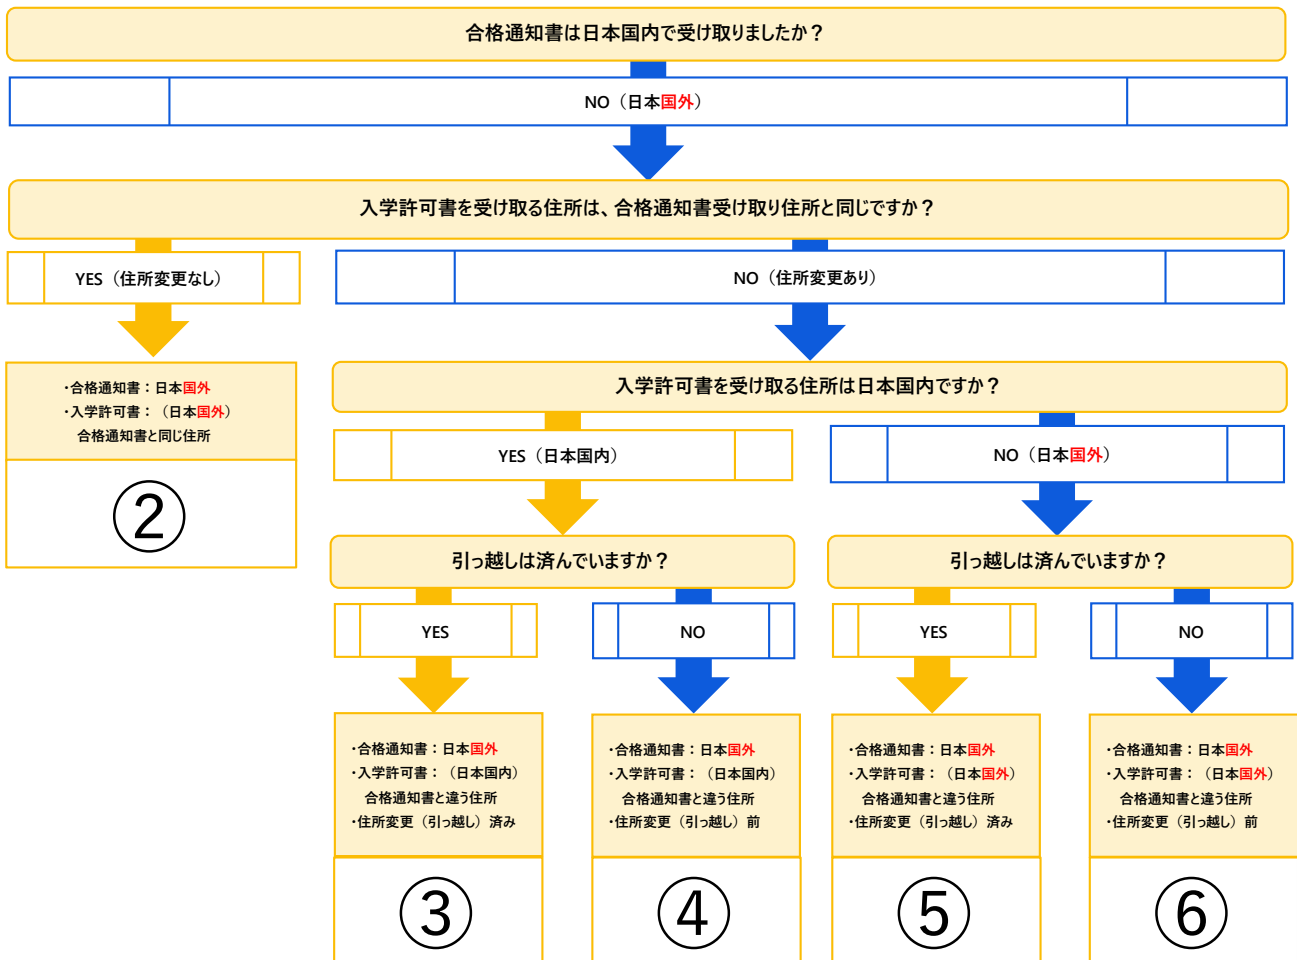 合格通知書は日本国内で受け取りましたか？
NO（日本国外）
入学許可書を受け取る住所は、合格通知書受け取り住所と同じですか？
YES（住所変更なし）
NO（住所変更あり）
・合格通知書：日本国外
・入学許可書：（日本国外）
合格通知書と同じ住所
②
入学許可書を受け取る住所は日本国内ですか？
YES（日本国内）
NO（日本国外）
引っ越しは済んでいますか？
引っ越しは済んでいますか？
YES
NO
YES
NO
・合格通知書：日本国外
・入学許可書：（日本国内）
合格通知書と違う住所
・住所変更（引っ越し）済み
③
・合格通知書：日本国外
・入学許可書：（日本国内）
合格通知書と違う住所
・住所変更（引っ越し）前
④
・合格通知書：日本国外
・入学許可書：（日本国外）
合格通知書と違う住所
・住所変更（引っ越し）済み
⑤
・合格通知書：日本国外
・入学許可書：（日本国外）
合格通知書と違う住所
・住所変更（引っ越し）前
⑥